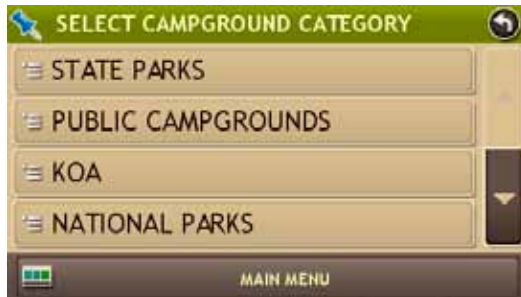 SELECT CAMPGROUND CATEGORY
STATE PARKS
PUBLIC CAMPGROUNDS
KOA
NATIONAL PARKS
MAIN MENU